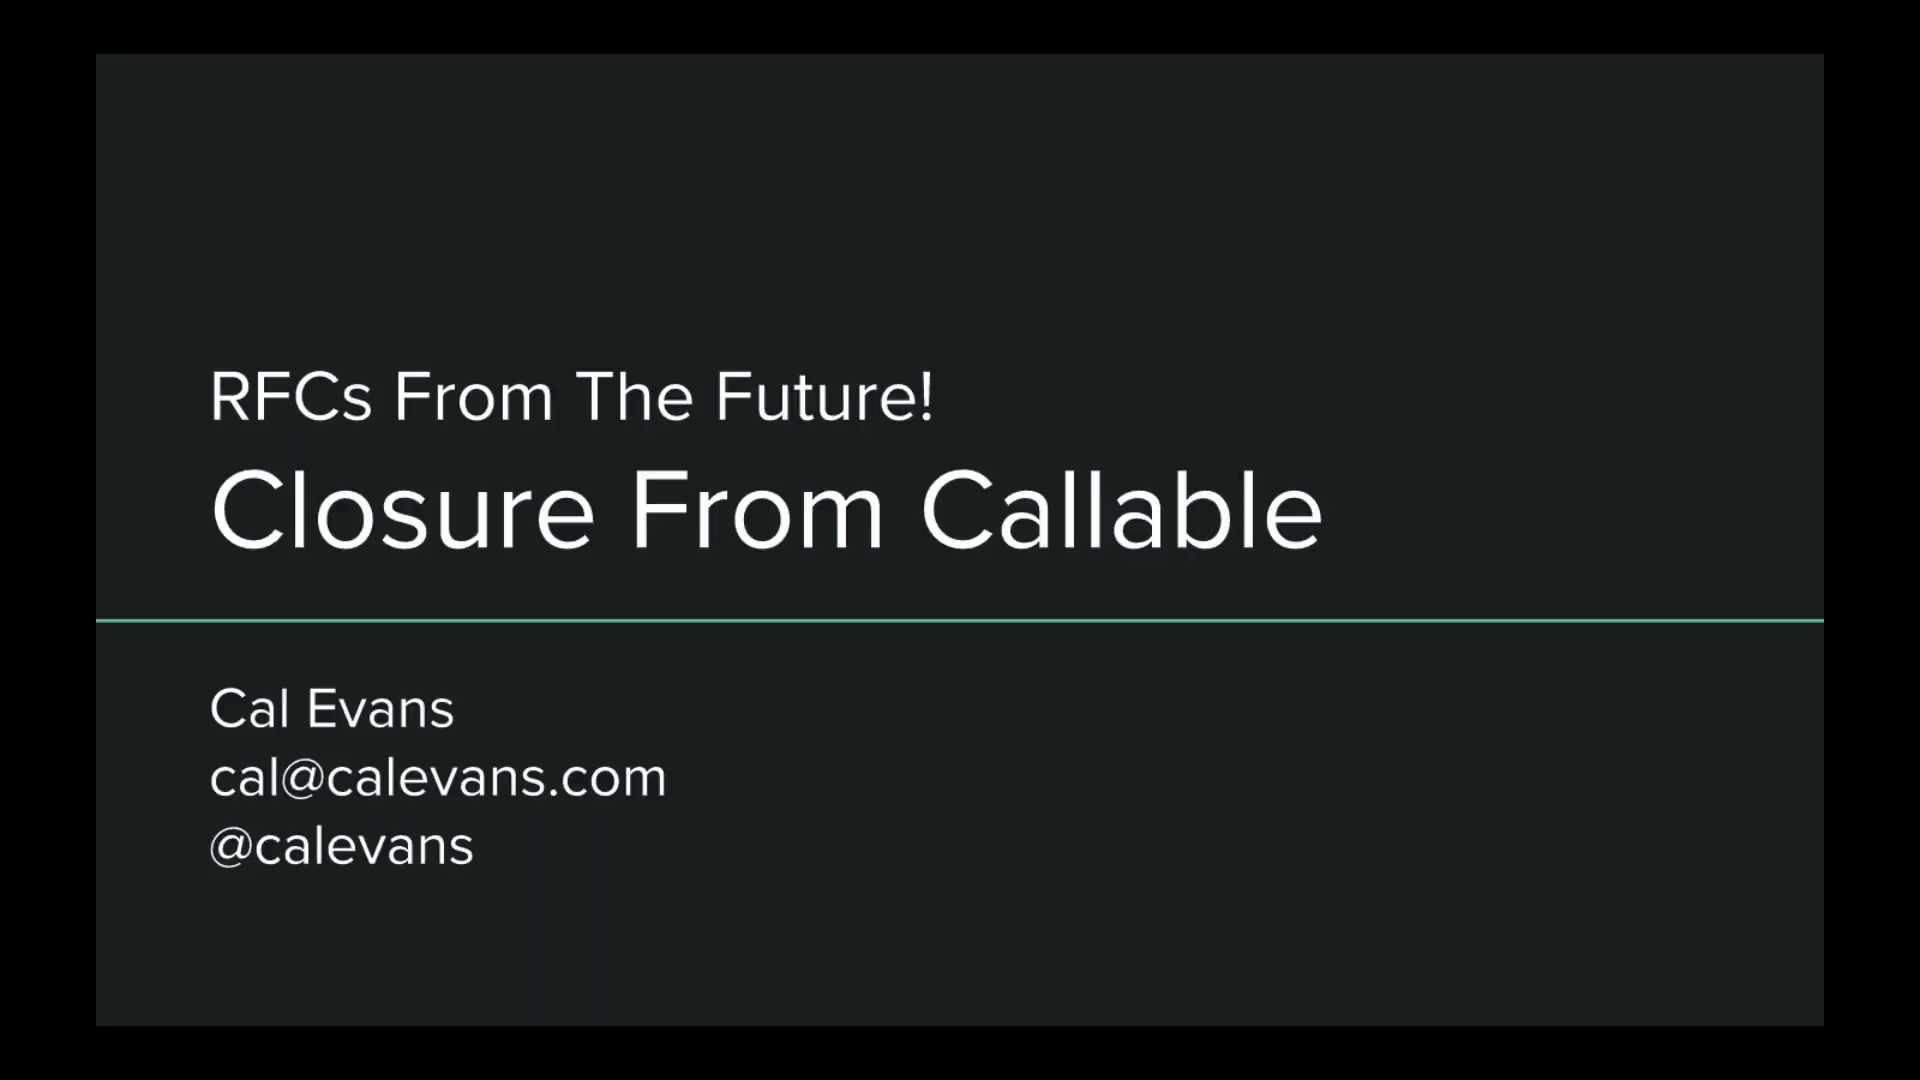 RFCs From The Future!
Closure From Callable
Cal Evans
cal@calevans.com
@calevans